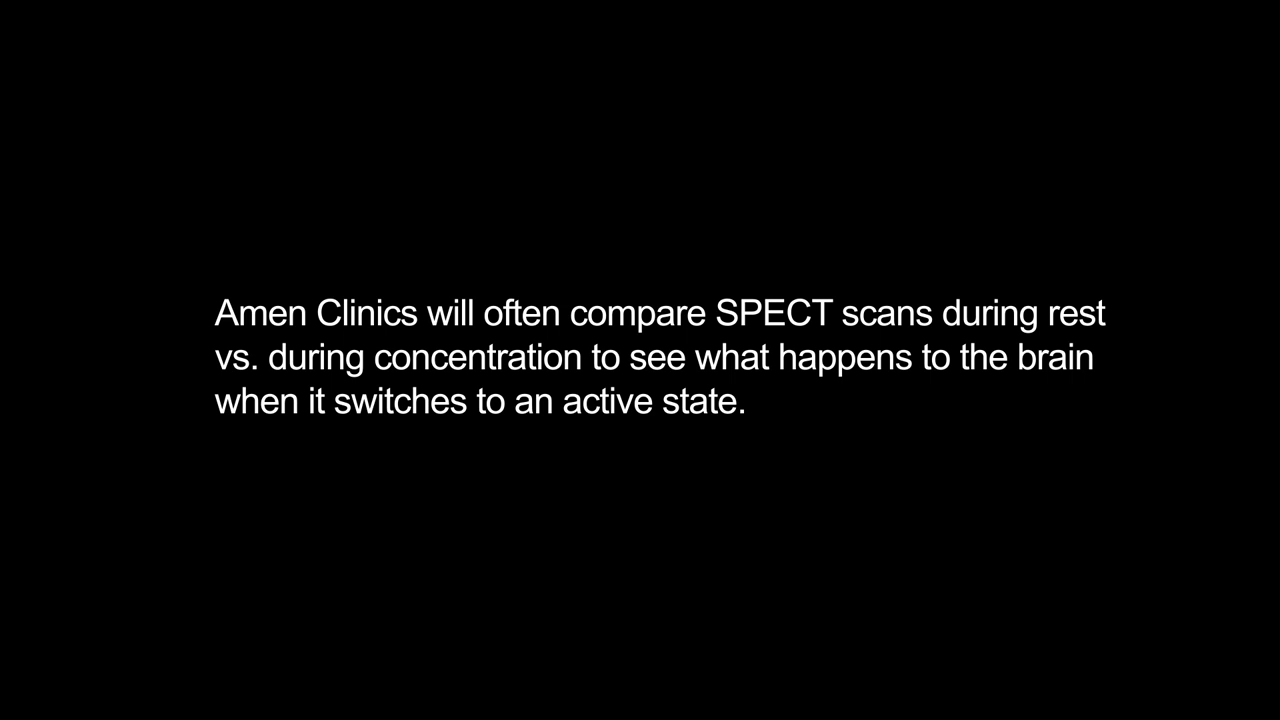 Amen Clinics will often compare SPECT scans during rest
vs. during concentration to see what happens to the brain
when it switches to an active state.